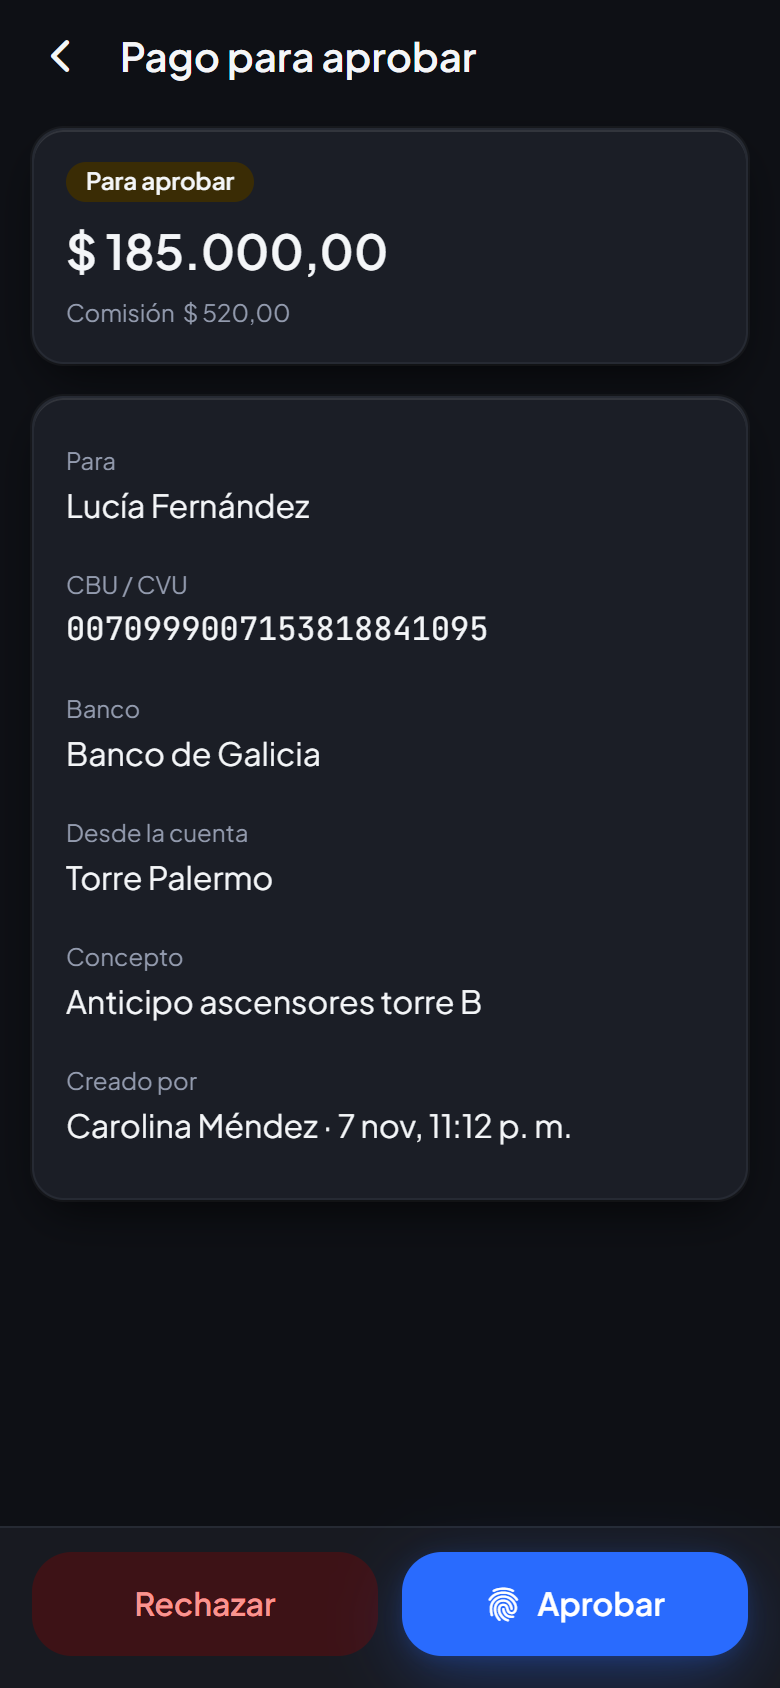 Pago para aprobar
Para aprobar
$ 185.000,00
Comisión $ 520,00
Para
Lucía Fernández
CBU / CVU
0070999007153818841095
Banco
Banco de Galicia
Desde la cuenta
Torre Palermo
Concepto
Anticipo ascensores torre B
Creado por
Carolina Méndez · 7 nov, 11:12 p. m.
Rechazar
Aprobar